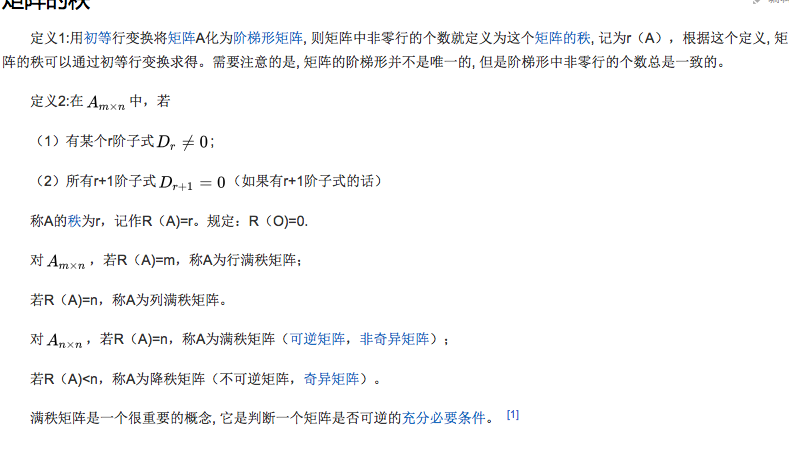 矩阵的秩
定义1:用初等行变换将矩阵A化为阶梯形矩阵, 则矩阵中非零行的个数就定义为这个矩阵的秩, 记为r（A），根据这个定义, 矩
阵的秩可以通过初等行变换求得。需要注意的是, 矩阵的阶梯形并不是唯一的, 但是阶梯形中非零行的个数总是一致的。
定义2:在 A_{m×n} 中，若
（1）有某个r阶子式 D_r ≠ 0；
（2）所有r+1阶子式 D_{r+1} = 0（如果有r+1阶子式的话）
称A的秩为r，记作R（A)=r。规定：R（O)=0.
对 A_{m×n}，若R（A)=m，称A为行满秩矩阵；
若R（A)=n，称A为列满秩矩阵。
对 A_{n×n}，若R（A)=n，称A为满秩矩阵（可逆矩阵，非奇异矩阵）；
若R（A)<n，称A为降秩矩阵（不可逆矩阵，奇异矩阵）。
满秩矩阵是一个很重要的概念, 它是判断一个矩阵是否可逆的充分必要条件。 [1]